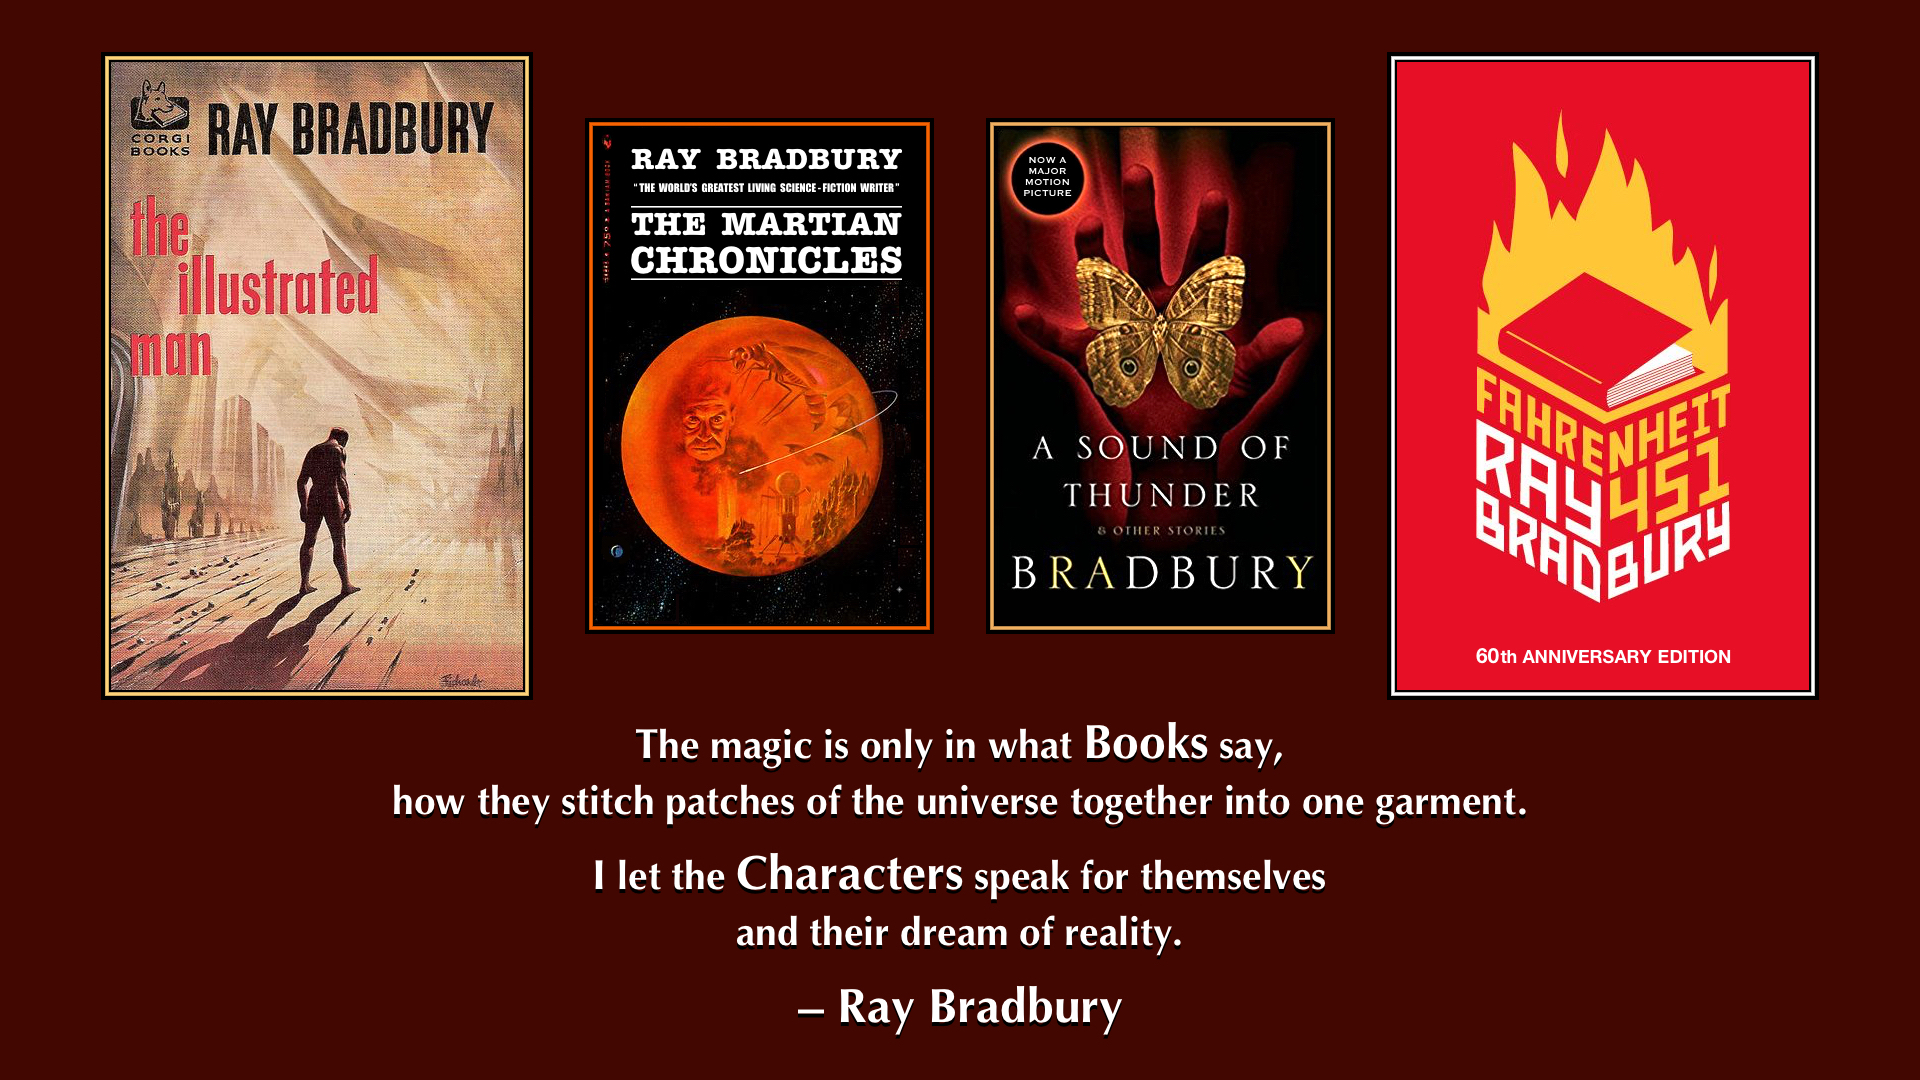 CORGI
BOOKS
RAY BRADBURY
the
illustrated
man
RAY BRADBURY
"THE WORLD'S GREATEST LIVING SCIENCE-FICTION WRITER"
THE MARTIAN
CHRONICLES
NOW A
MAJOR
MOTION
PICTURE
A SOUND OF
THUNDER
& OTHER STORIES
BRADBURY
FAHRENHEIT
451
RAY
BRADBURY
60th ANNIVERSARY EDITION
The magic is only in what Books say,
how they stitch patches of the universe together into one garment.
I let the Characters speak for themselves
and their dream of reality.
– Ray Bradbury